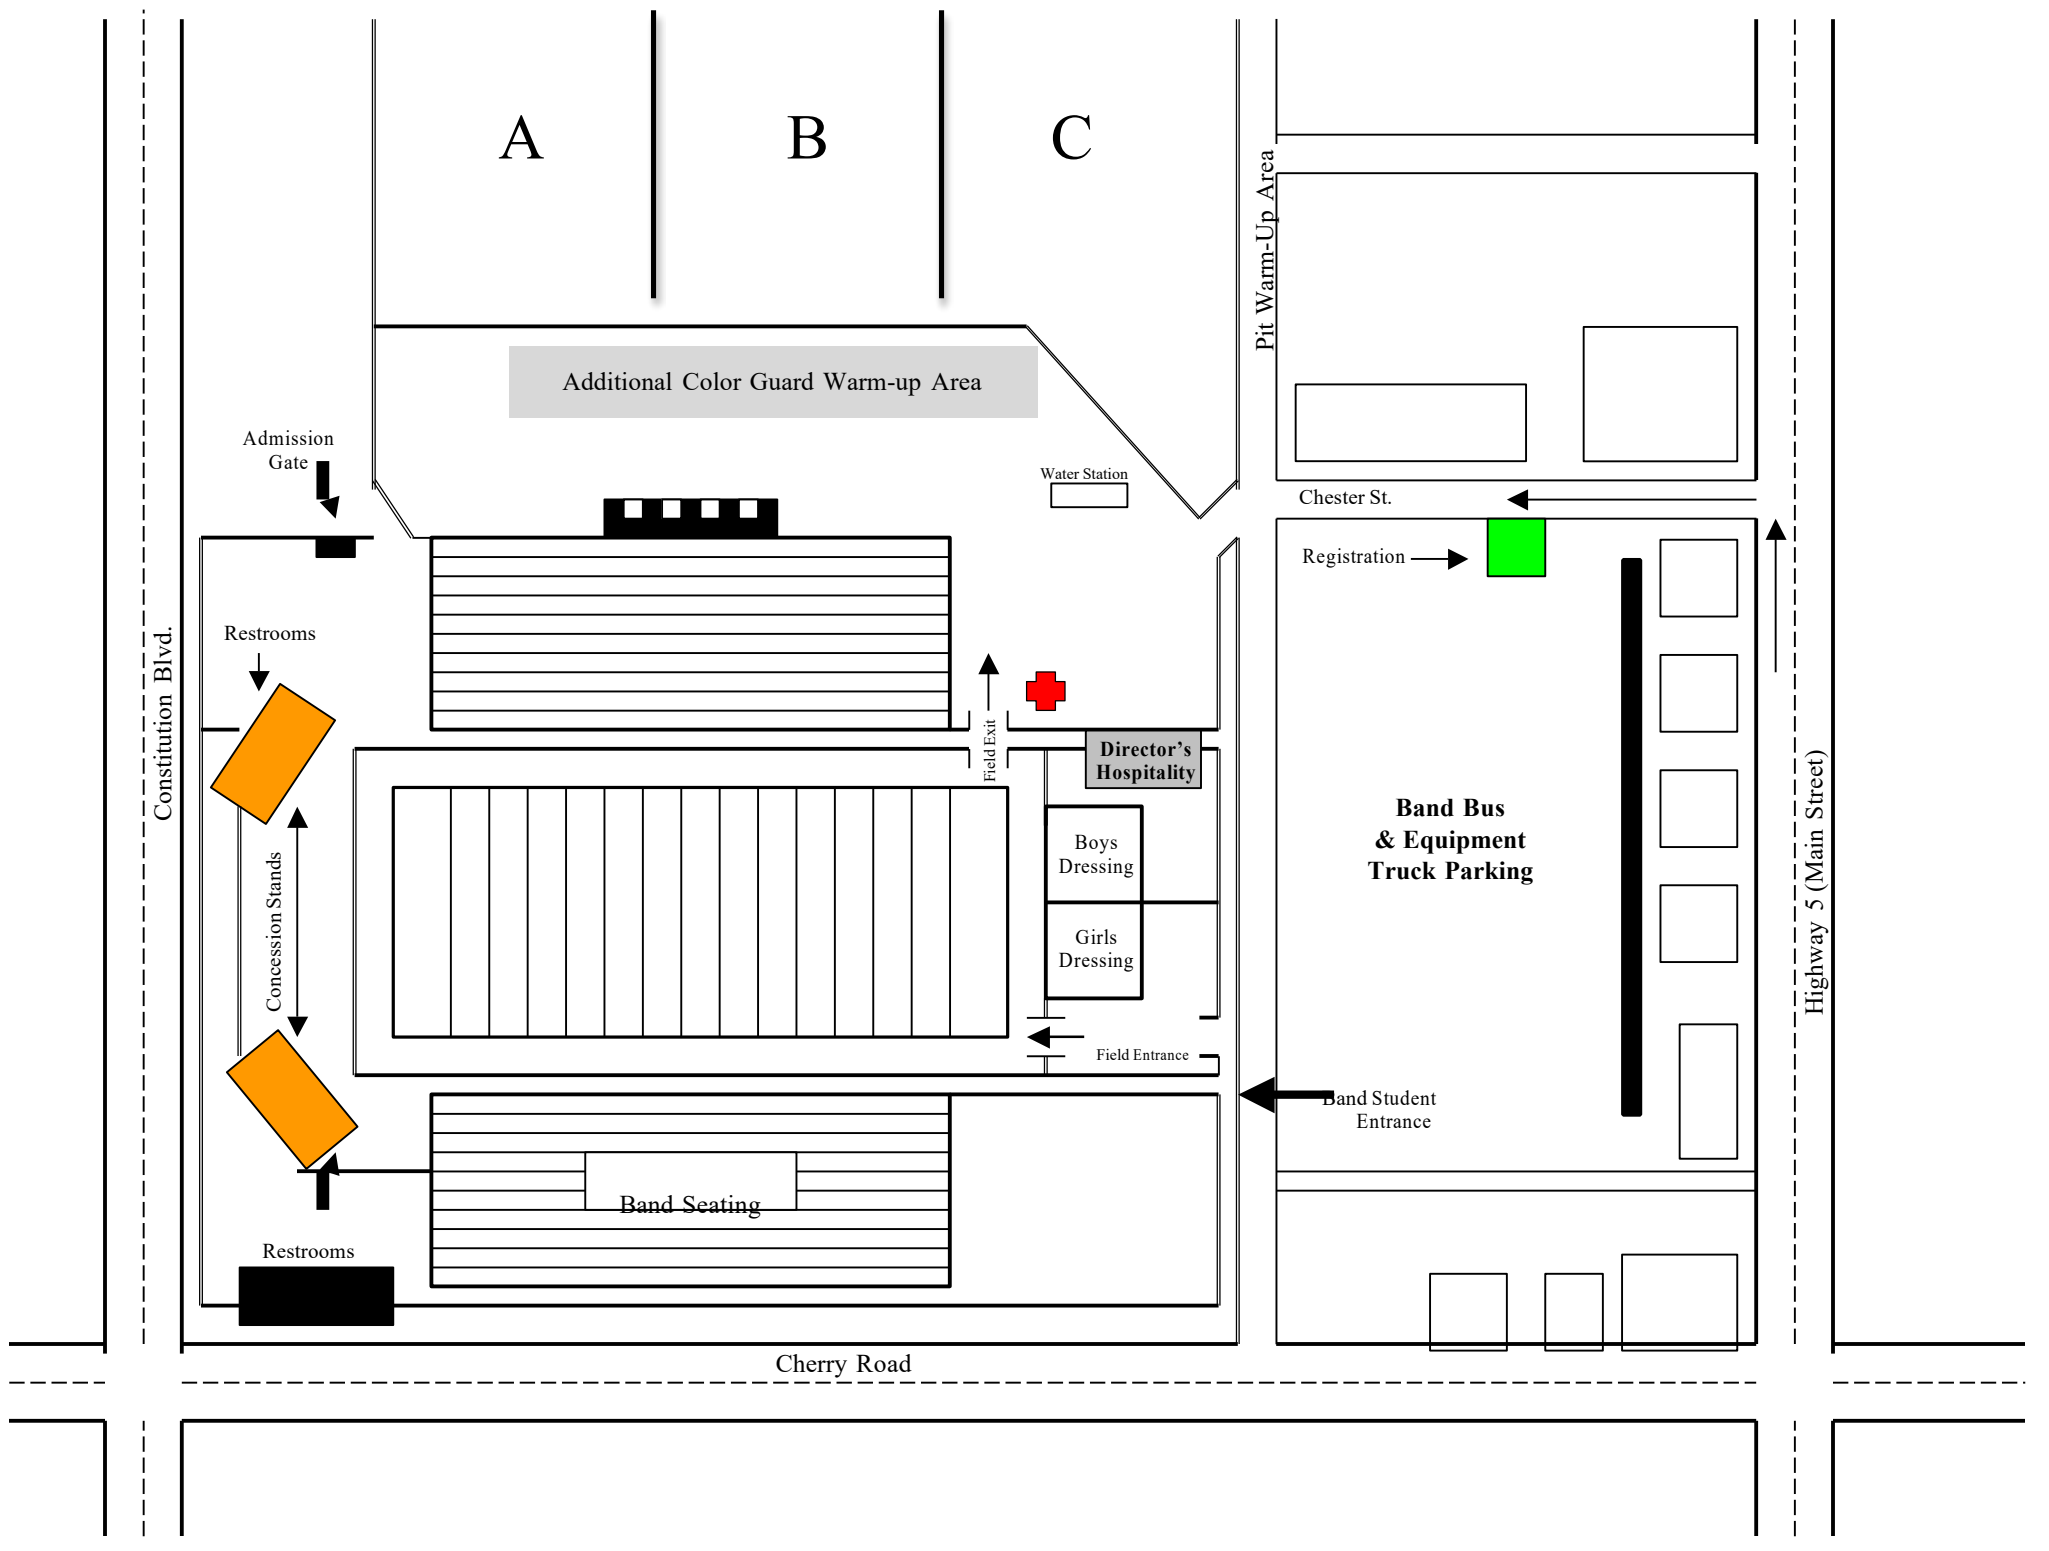 A
B
C
Pit Warm-Up Area
Additional Color Guard Warm-up Area
Admission
Gate
Water Station
Chester St.
Registration
Restrooms
Constitution Blvd.
Field Exit
Director’s
Hospitality
Highway 5 (Main Street)
Band Bus
& Equipment
Truck Parking
Boys
Dressing
Concession Stands
Girls
Dressing
Field Entrance
Band Student
Entrance
Band Seating
Restrooms
Cherry Road